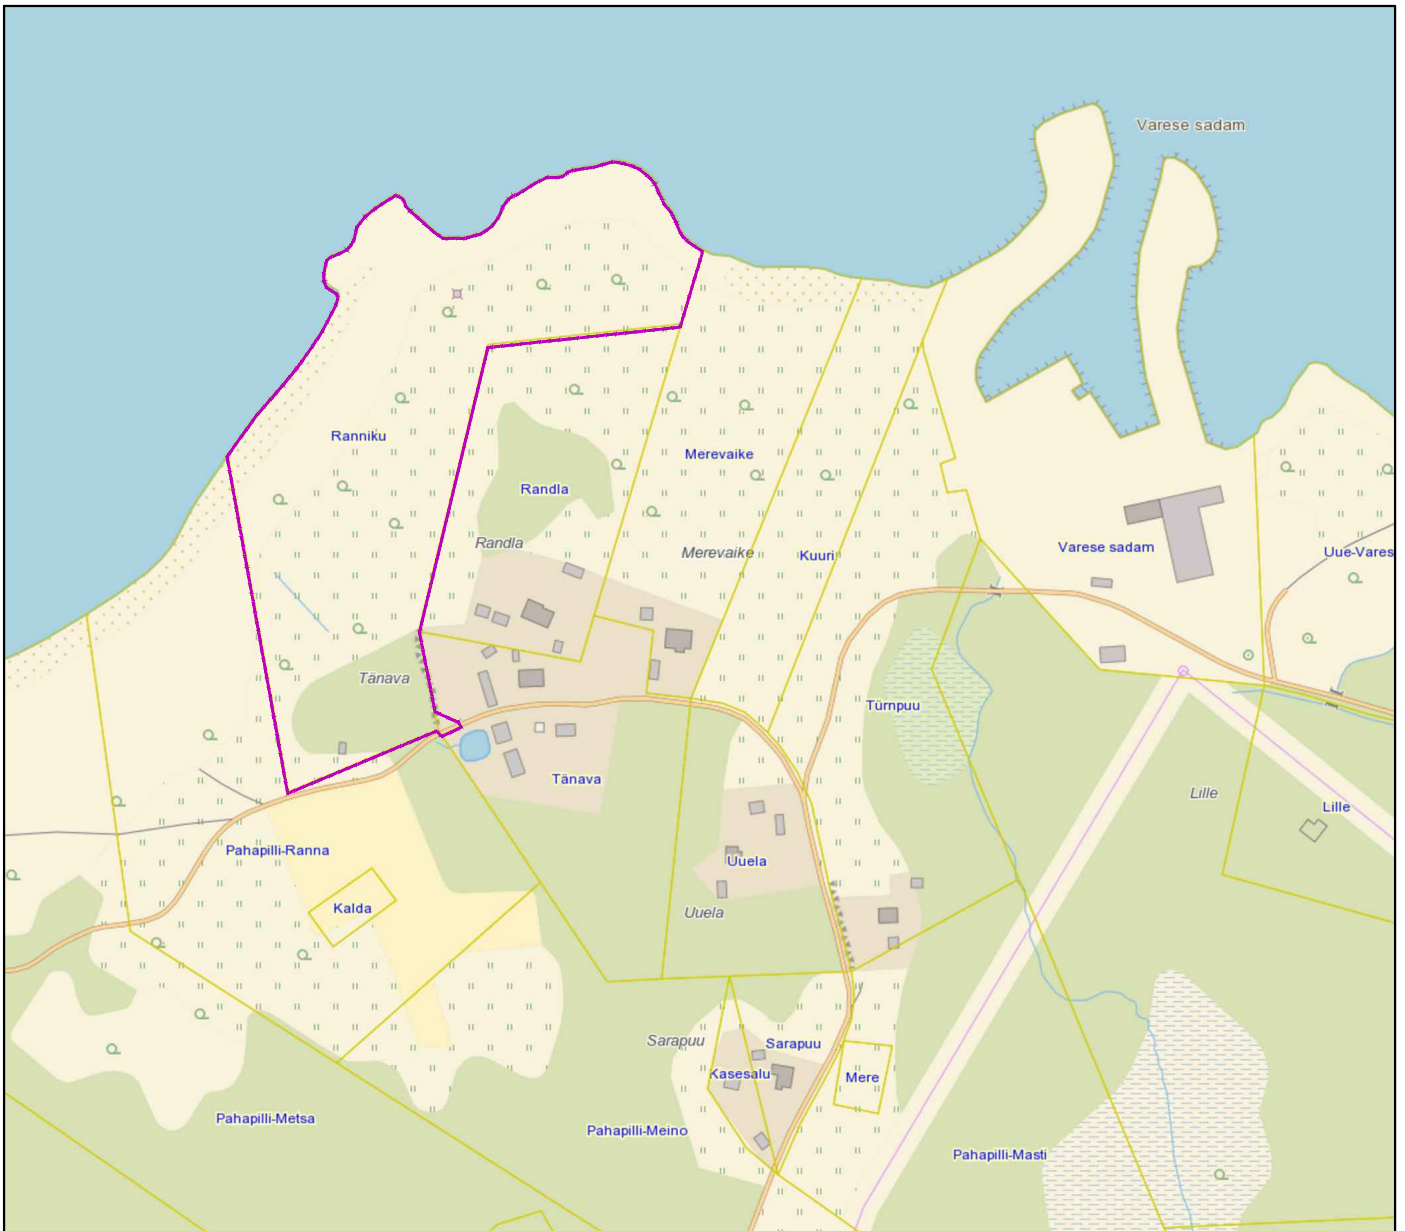 Varese sadam
Ranniku
Merevaike
Randla
Randla
Merevaike
Kuuri
Varese sadam
Uue-Vares
Tänava
Türnpuu
Tänava
Lille
Lille
Pahapilli-Ranna
Uuela
Kalda
Uuela
Sarapuu
Sarapuu
Kasesalu
Mere
Pahapilli-Metsa
Pahapilli-Meino
Pahapilli-Masti